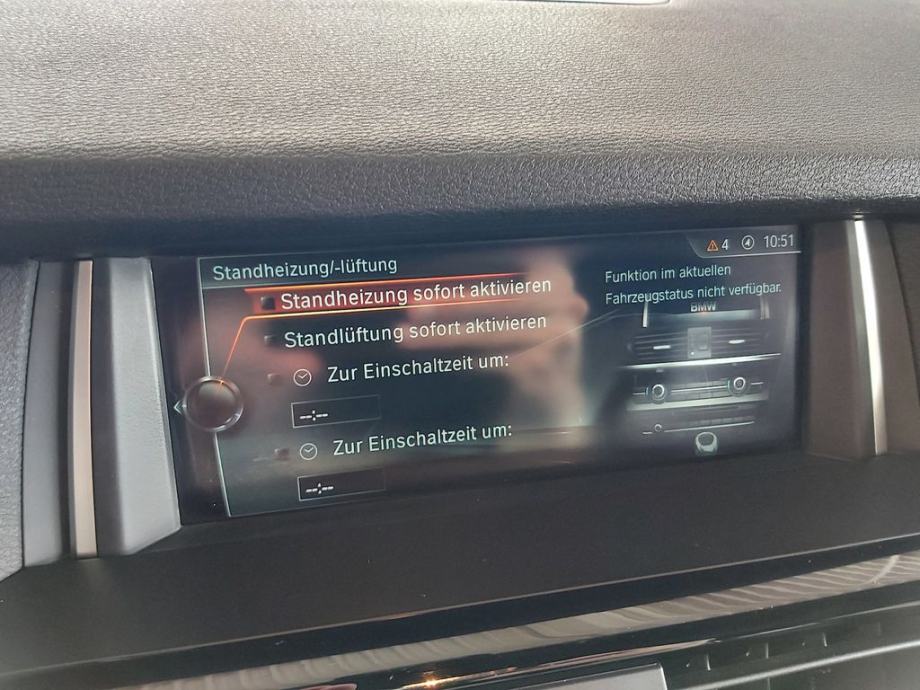 4 10:51
Standheizung/-lüftung
Standheizung sofort aktivieren
Standlüftung sofort aktivieren
Zur Einschaltzeit um:
--:--
Zur Einschaltzeit um:
--:--
Funktion im aktuellen
Fahrzeugstatus nicht verfügbar.
BMW